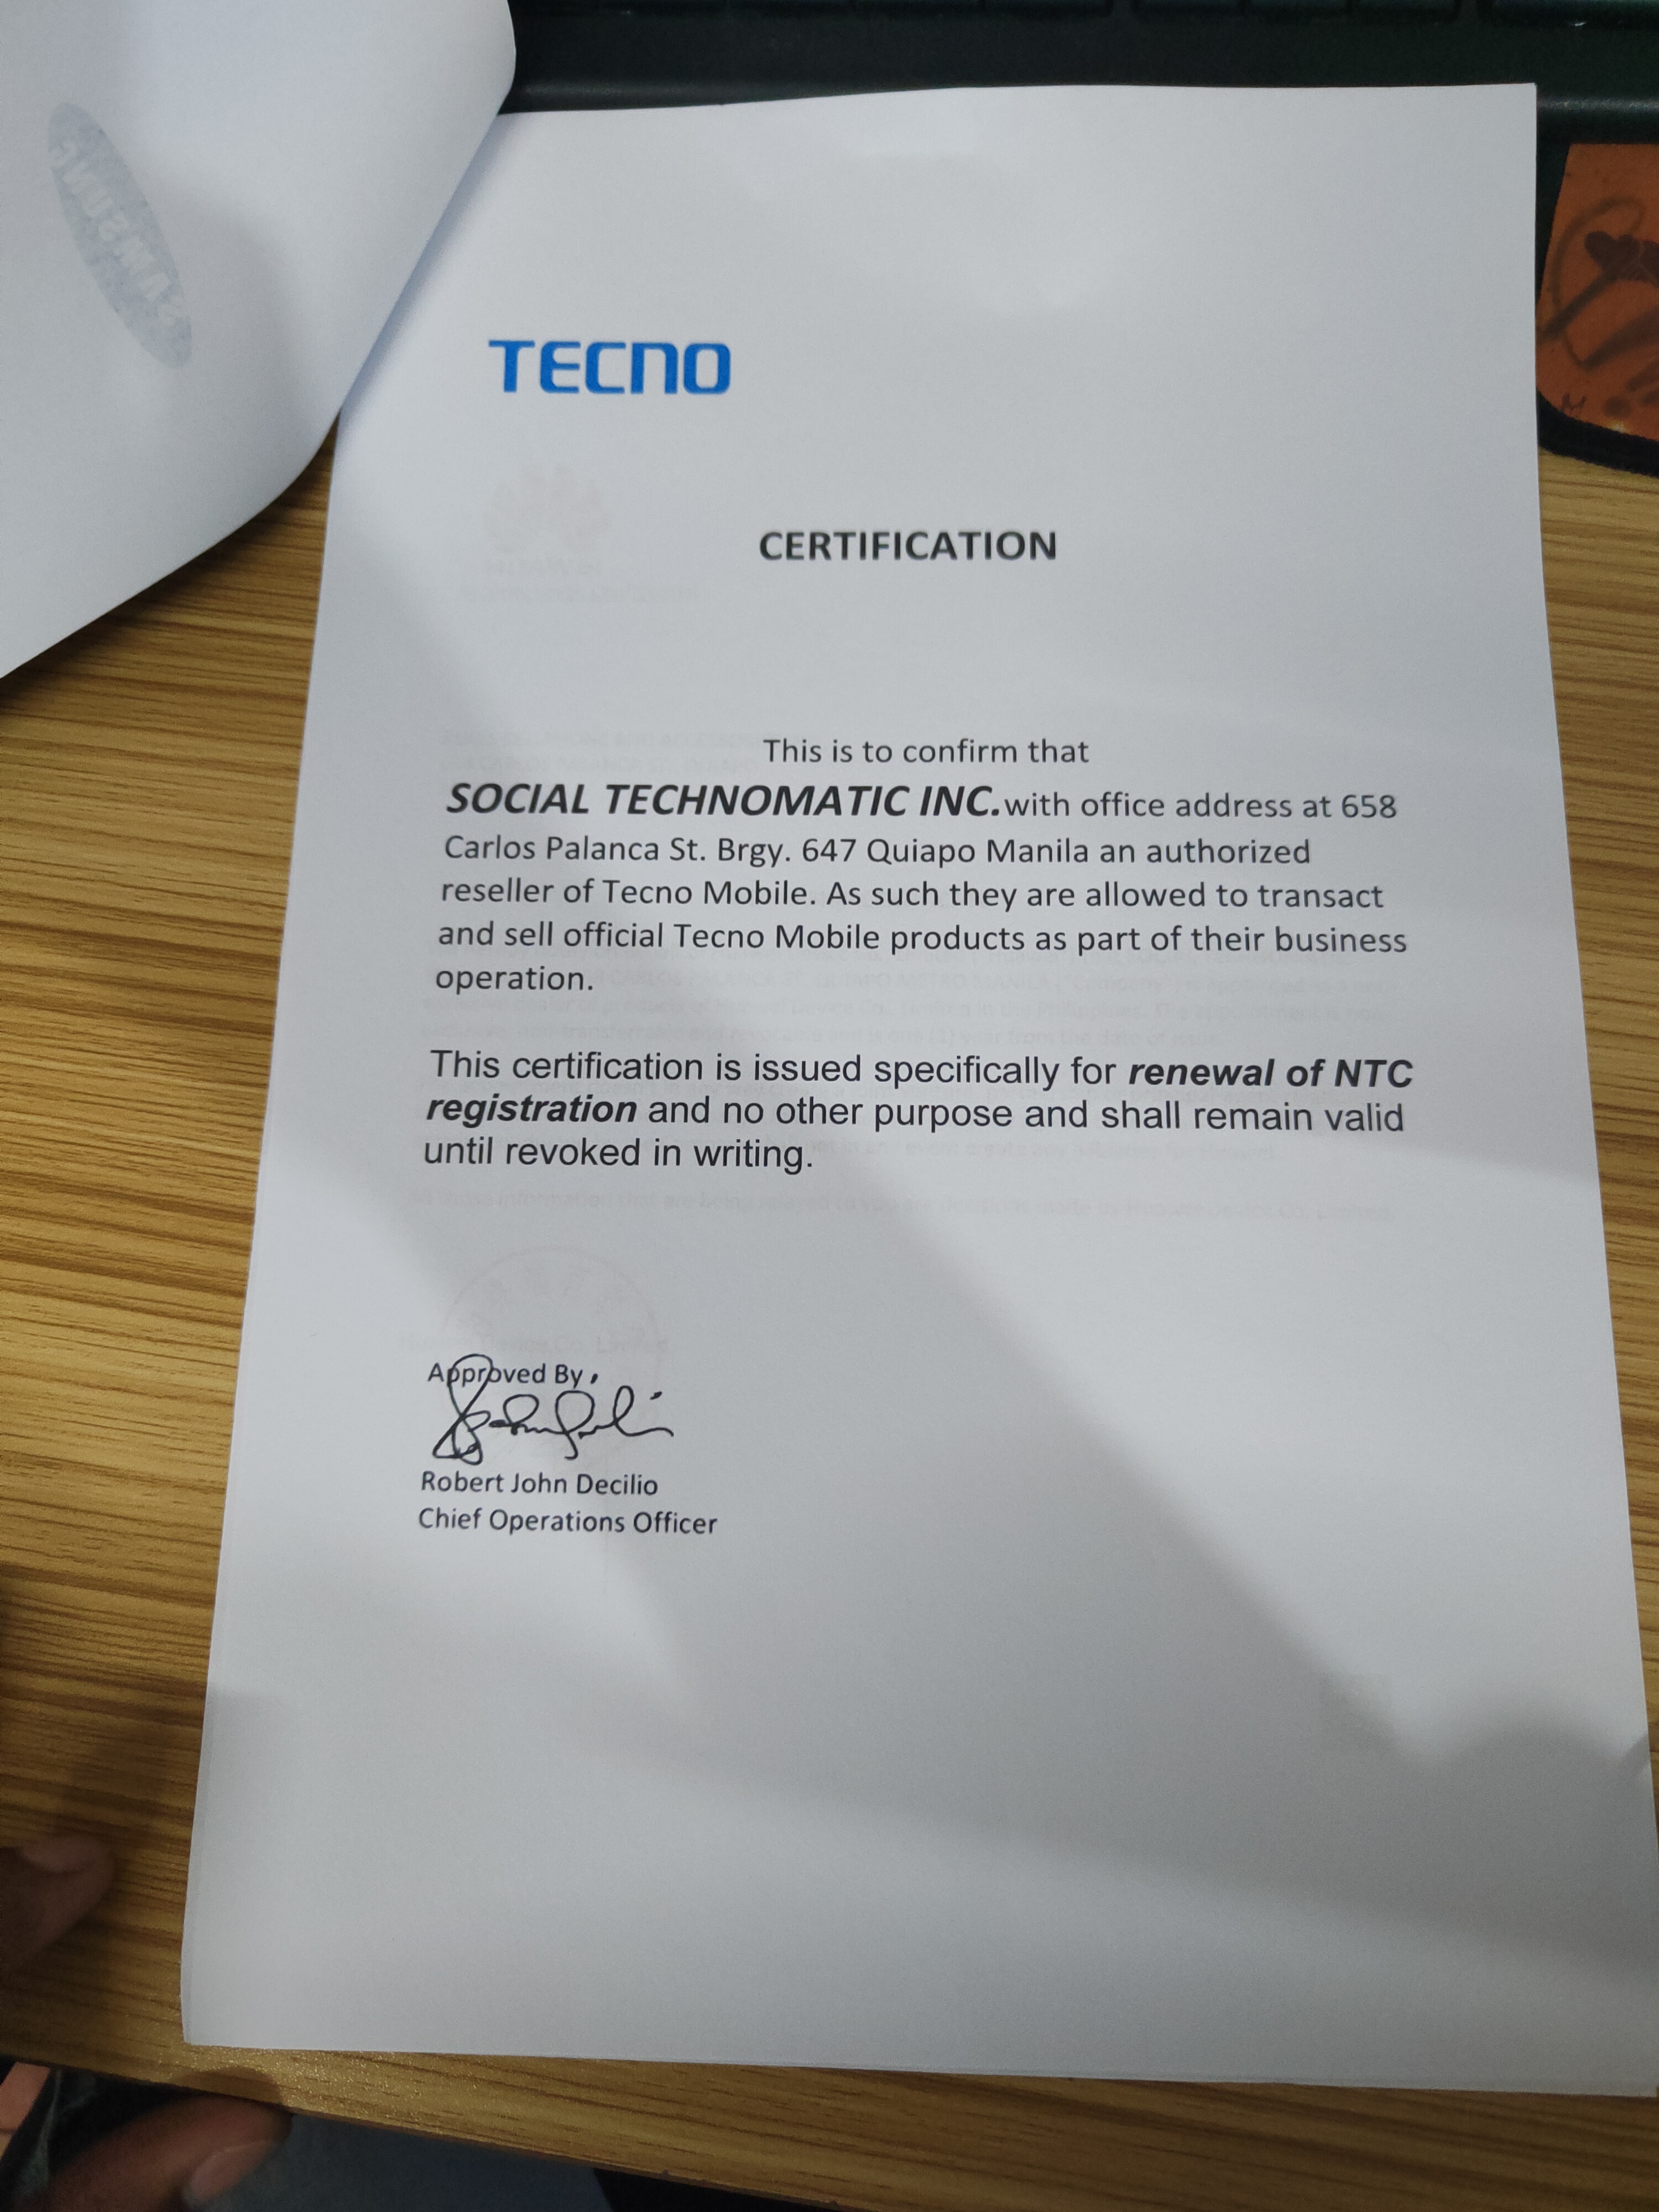 SAMSUNG
TECNO
CERTIFICATION
This is to confirm that
SOCIAL TECHNOMATIC INC.with office address at 658
Carlos Palanca St. Brgy. 647 Quiapo Manila an authorized
reseller of Tecno Mobile. As such they are allowed to transact
and sell official Tecno Mobile products as part of their business
operation.
This certification is issued specifically for renewal of NTC
registration and no other purpose and shall remain valid
until revoked in writing.
Approved By,
Robert John Decilio
Chief Operations Officer